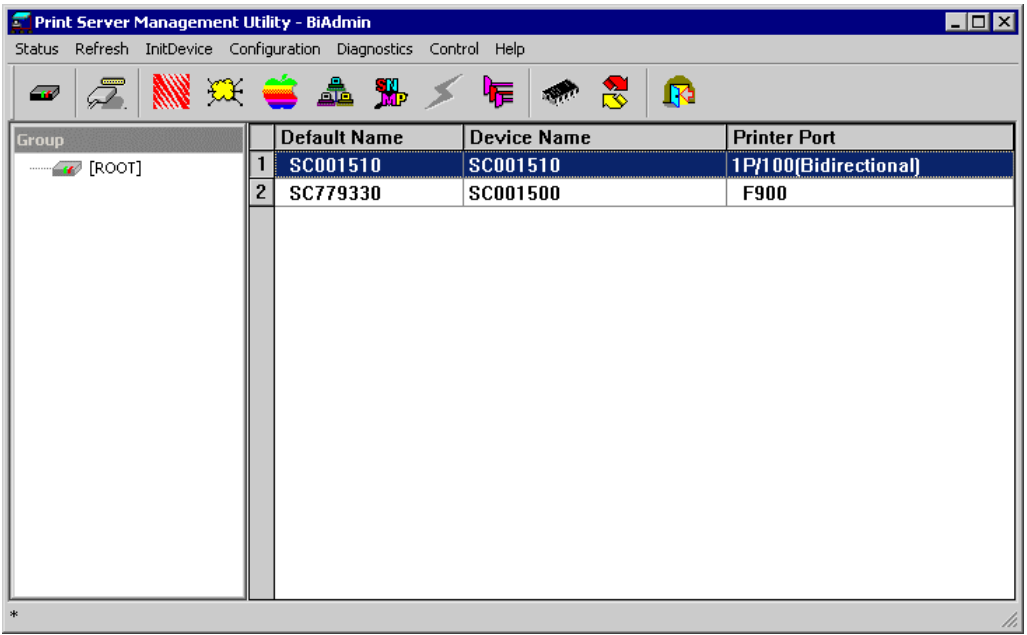 Print Server Management Utility - BiAdmin
Status Refresh InitDevice Configuration Diagnostics Control Help
SNMP
Group
Default Name Device Name Printer Port
[ROOT]
1 SC001510 SC001510 1P/100(Bidirectional)
2 SC779330 SC001500 F900
*